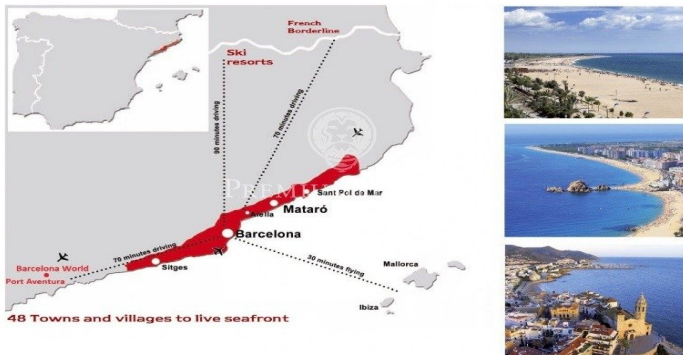 French
Borderline
Ski
resorts
90 minutes driving
70 minutes driving
Sant Pol de Mar
Mataró
Alella
Barcelona
70 minutes driving
Sitges
Barcelona World
Port Aventura
30 minutes flying
Mallorca
Ibiza
48 Towns and villages to live seafront